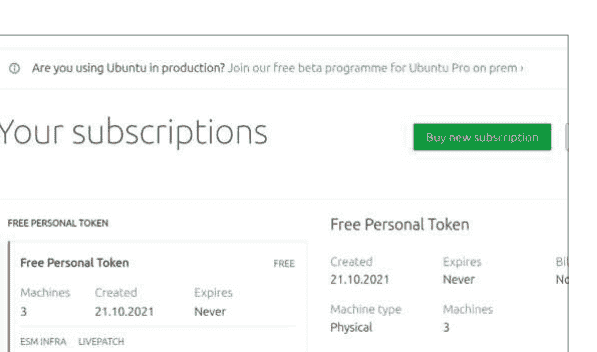 Are you using Ubuntu in production? Join our free beta programme for Ubuntu Pro on prem ›
Your subscriptions
Buy new subscription
FREE PERSONAL TOKEN
Free Personal Token
FREE
Machines Created Expires
3 21.10.2021 Never
ESM INFRA LIVEPATCH
Free Personal Token
Created Expires
21.10.2021 Never
Machine type Machines
Physical 3